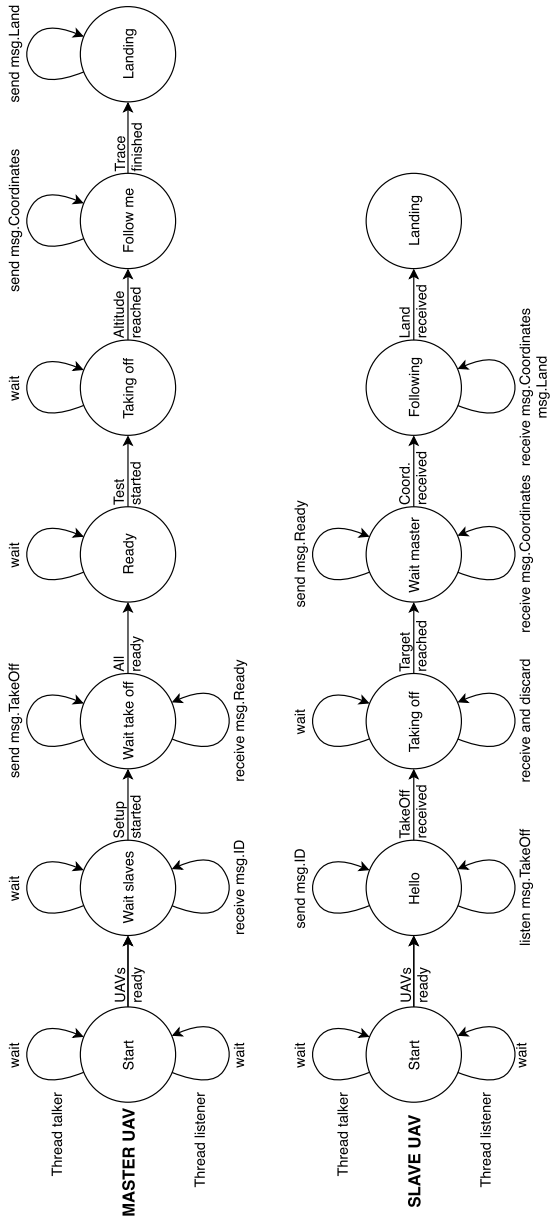 MASTER UAV
Thread talker
Thread listener
wait
Start
wait
UAVs
ready
wait
Wait slaves
receive msg.ID
Setup
started
send msg.TakeOff
Wait take off
receive msg.Ready
All
ready
wait
Ready
Test
started
wait
Taking off
Altitude
reached
send msg.Coordinates
Follow me
Trace
finished
send msg.Land
Landing
SLAVE UAV
Thread talker
Thread listener
wait
Start
wait
UAVs
ready
send msg.ID
Hello
listen msg.TakeOff
TakeOff
received
wait
Taking off
receive and discard
Target
reached
send msg.Ready
Wait master
receive msg.Coordinates
Coord.
received
Following
receive msg.Coordinates
msg.Land
Land
received
Landing